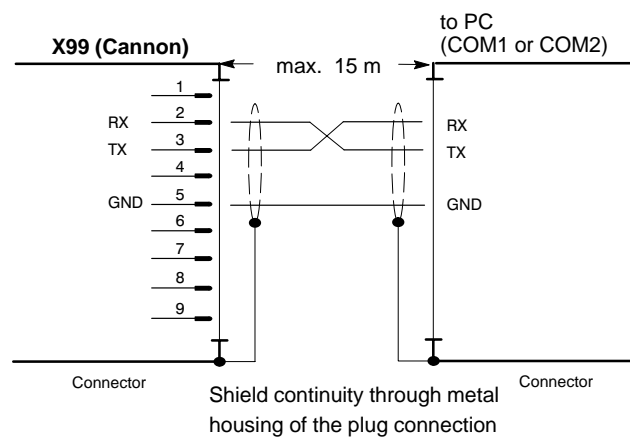 to PC
X99 (Cannon)
(COM1 or COM2)
max. 15 m
1
RX
2
RX
TX
3
TX
4
GND
5
GND
6
7
8
9
Connector
Connector
Shield continuity through metal
housing of the plug connection